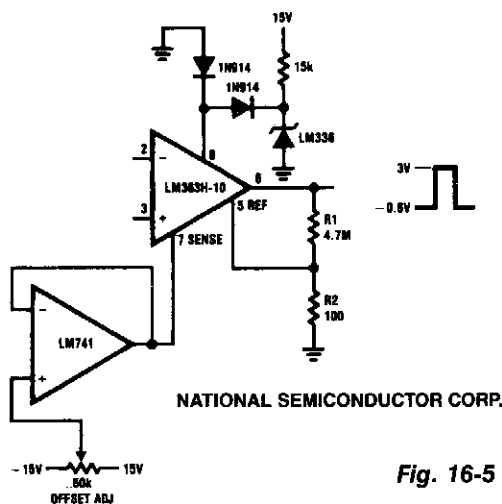 15V
15k
1N914
1N914
LM336
2
−
8
LM363H-10
6
3
+
5 REF
7 SENSE
R1
4.7M
R2
100
3V
−0.6V
−
LM741
+
NATIONAL SEMICONDUCTOR CORP.
−15V
15V
50k
OFFSET ADJ
Fig. 16-5